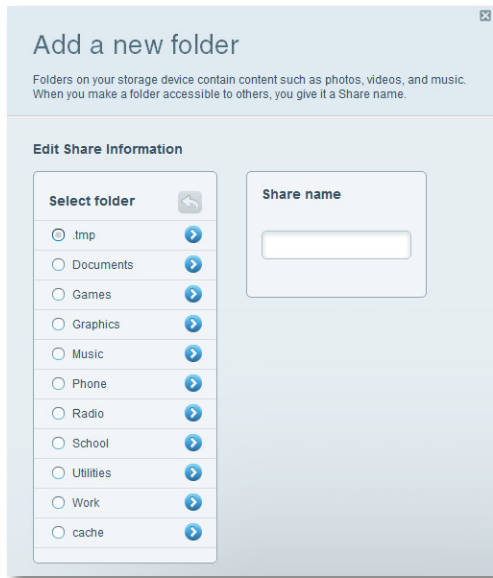 Add a new folder
Folders on your storage device contain content such as photos, videos, and music.
When you make a folder accessible to others, you give it a Share name.
Edit Share Information
Select folder
.tmp
Documents
Games
Graphics
Music
Phone
Radio
School
Utilities
Work
cache
Share name